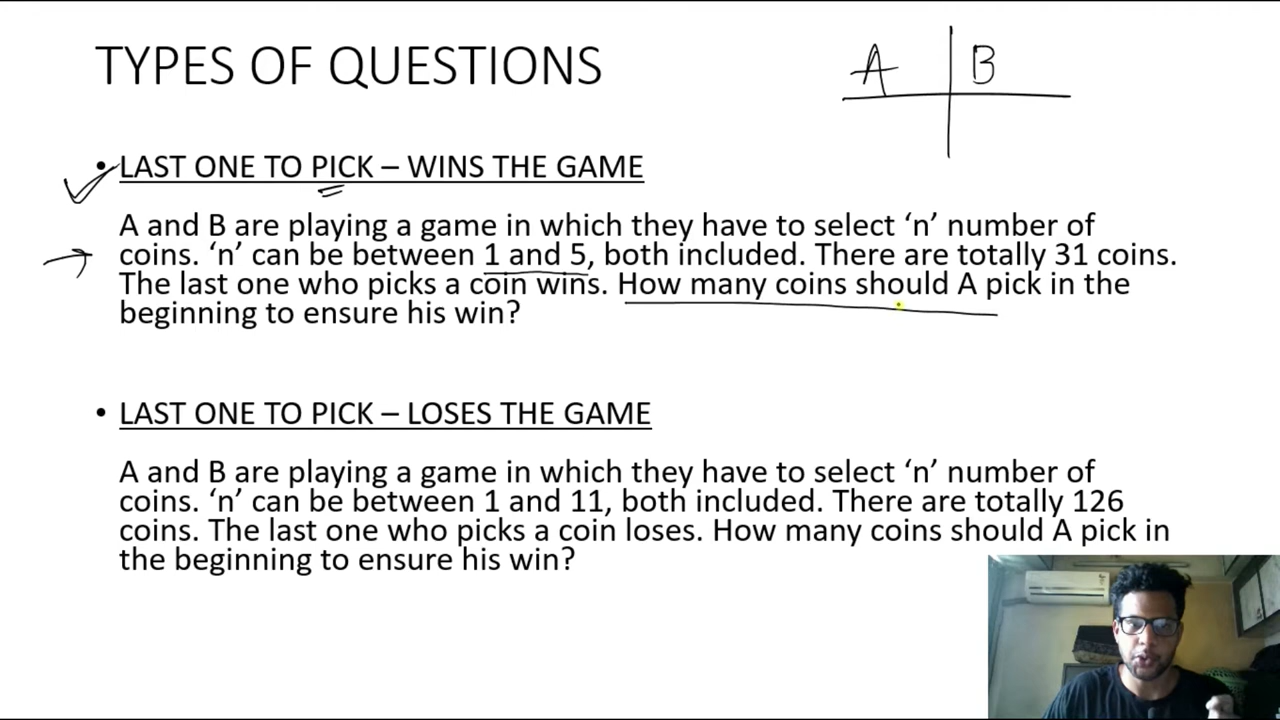 TYPES OF QUESTIONS
A B
• LAST ONE TO PICK – WINS THE GAME
A and B are playing a game in which they have to select ‘n’ number of
coins. ‘n’ can be between 1 and 5, both included. There are totally 31 coins.
The last one who picks a coin wins. How many coins should A pick in the
beginning to ensure his win?
• LAST ONE TO PICK – LOSES THE GAME
A and B are playing a game in which they have to select ‘n’ number of
coins. ‘n’ can be between 1 and 11, both included. There are totally 126
coins. The last one who picks a coin loses. How many coins should A pick in
the beginning to ensure his win?